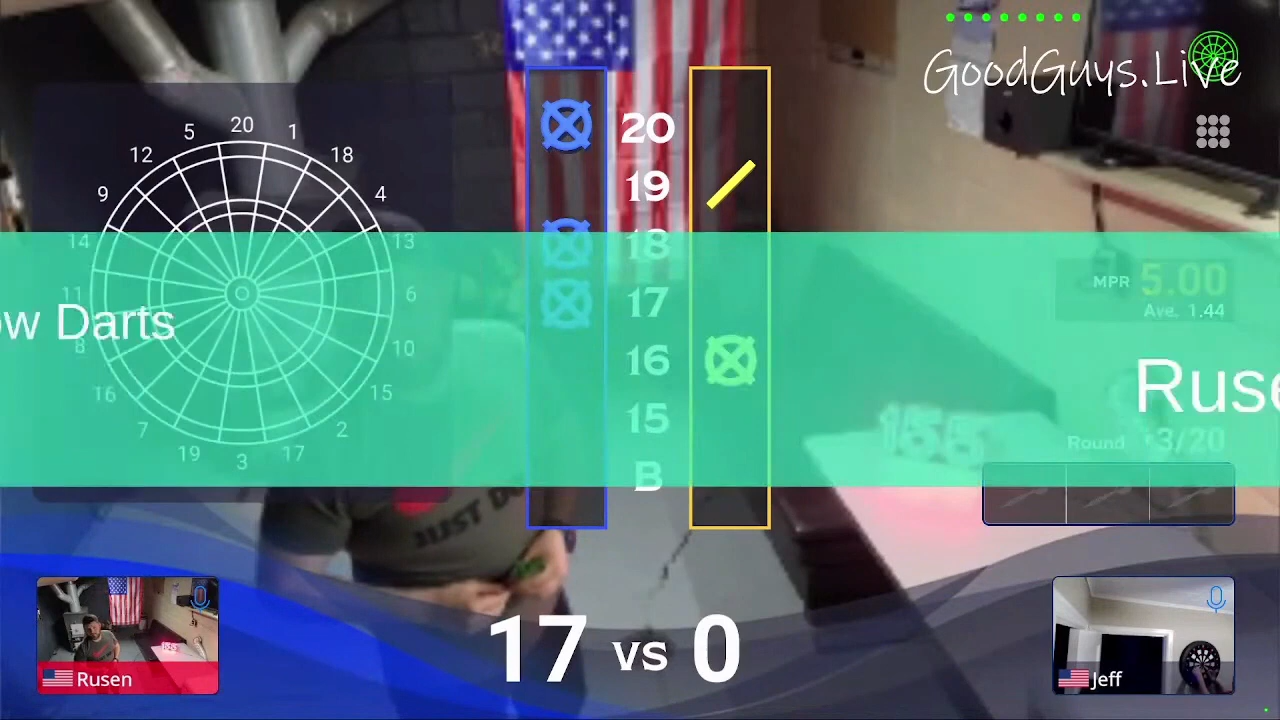 GoodGuys.Live
20
5
1
12
18
9
4
14
13
11
6
8
10
16
15
7
2
19
17
3
20
19
18
17
16
15
B
MPR 5.00
Ave. 1.44
ow Darts
Ruse
Round 3/20
155
JUST DO
17 vs 0
Rusen
Jeff